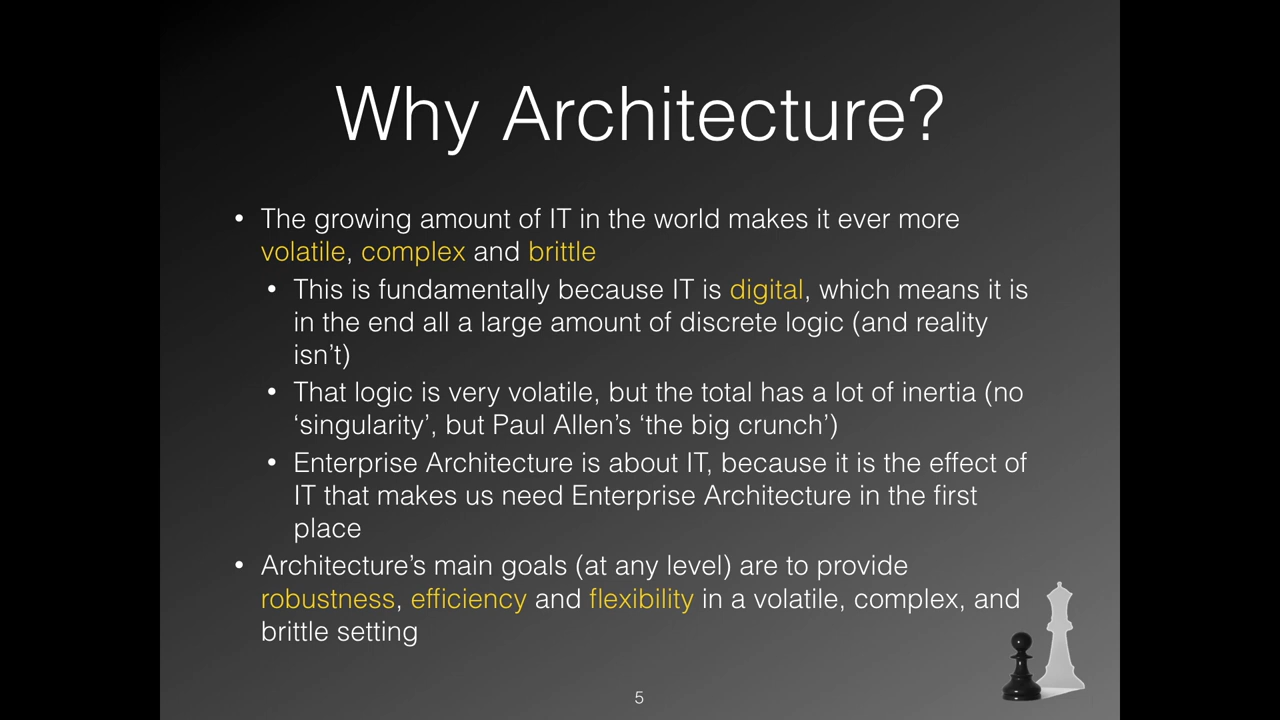 Why Architecture?
• The growing amount of IT in the world makes it ever more
volatile, complex and brittle
• This is fundamentally because IT is digital, which means it is
in the end all a large amount of discrete logic (and reality
isn’t)
• That logic is very volatile, but the total has a lot of inertia (no
‘singularity’, but Paul Allen’s ‘the big crunch’)
• Enterprise Architecture is about IT, because it is the effect of
IT that makes us need Enterprise Architecture in the first
place
• Architecture’s main goals (at any level) are to provide
robustness, efficiency and flexibility in a volatile, complex, and
brittle setting
5